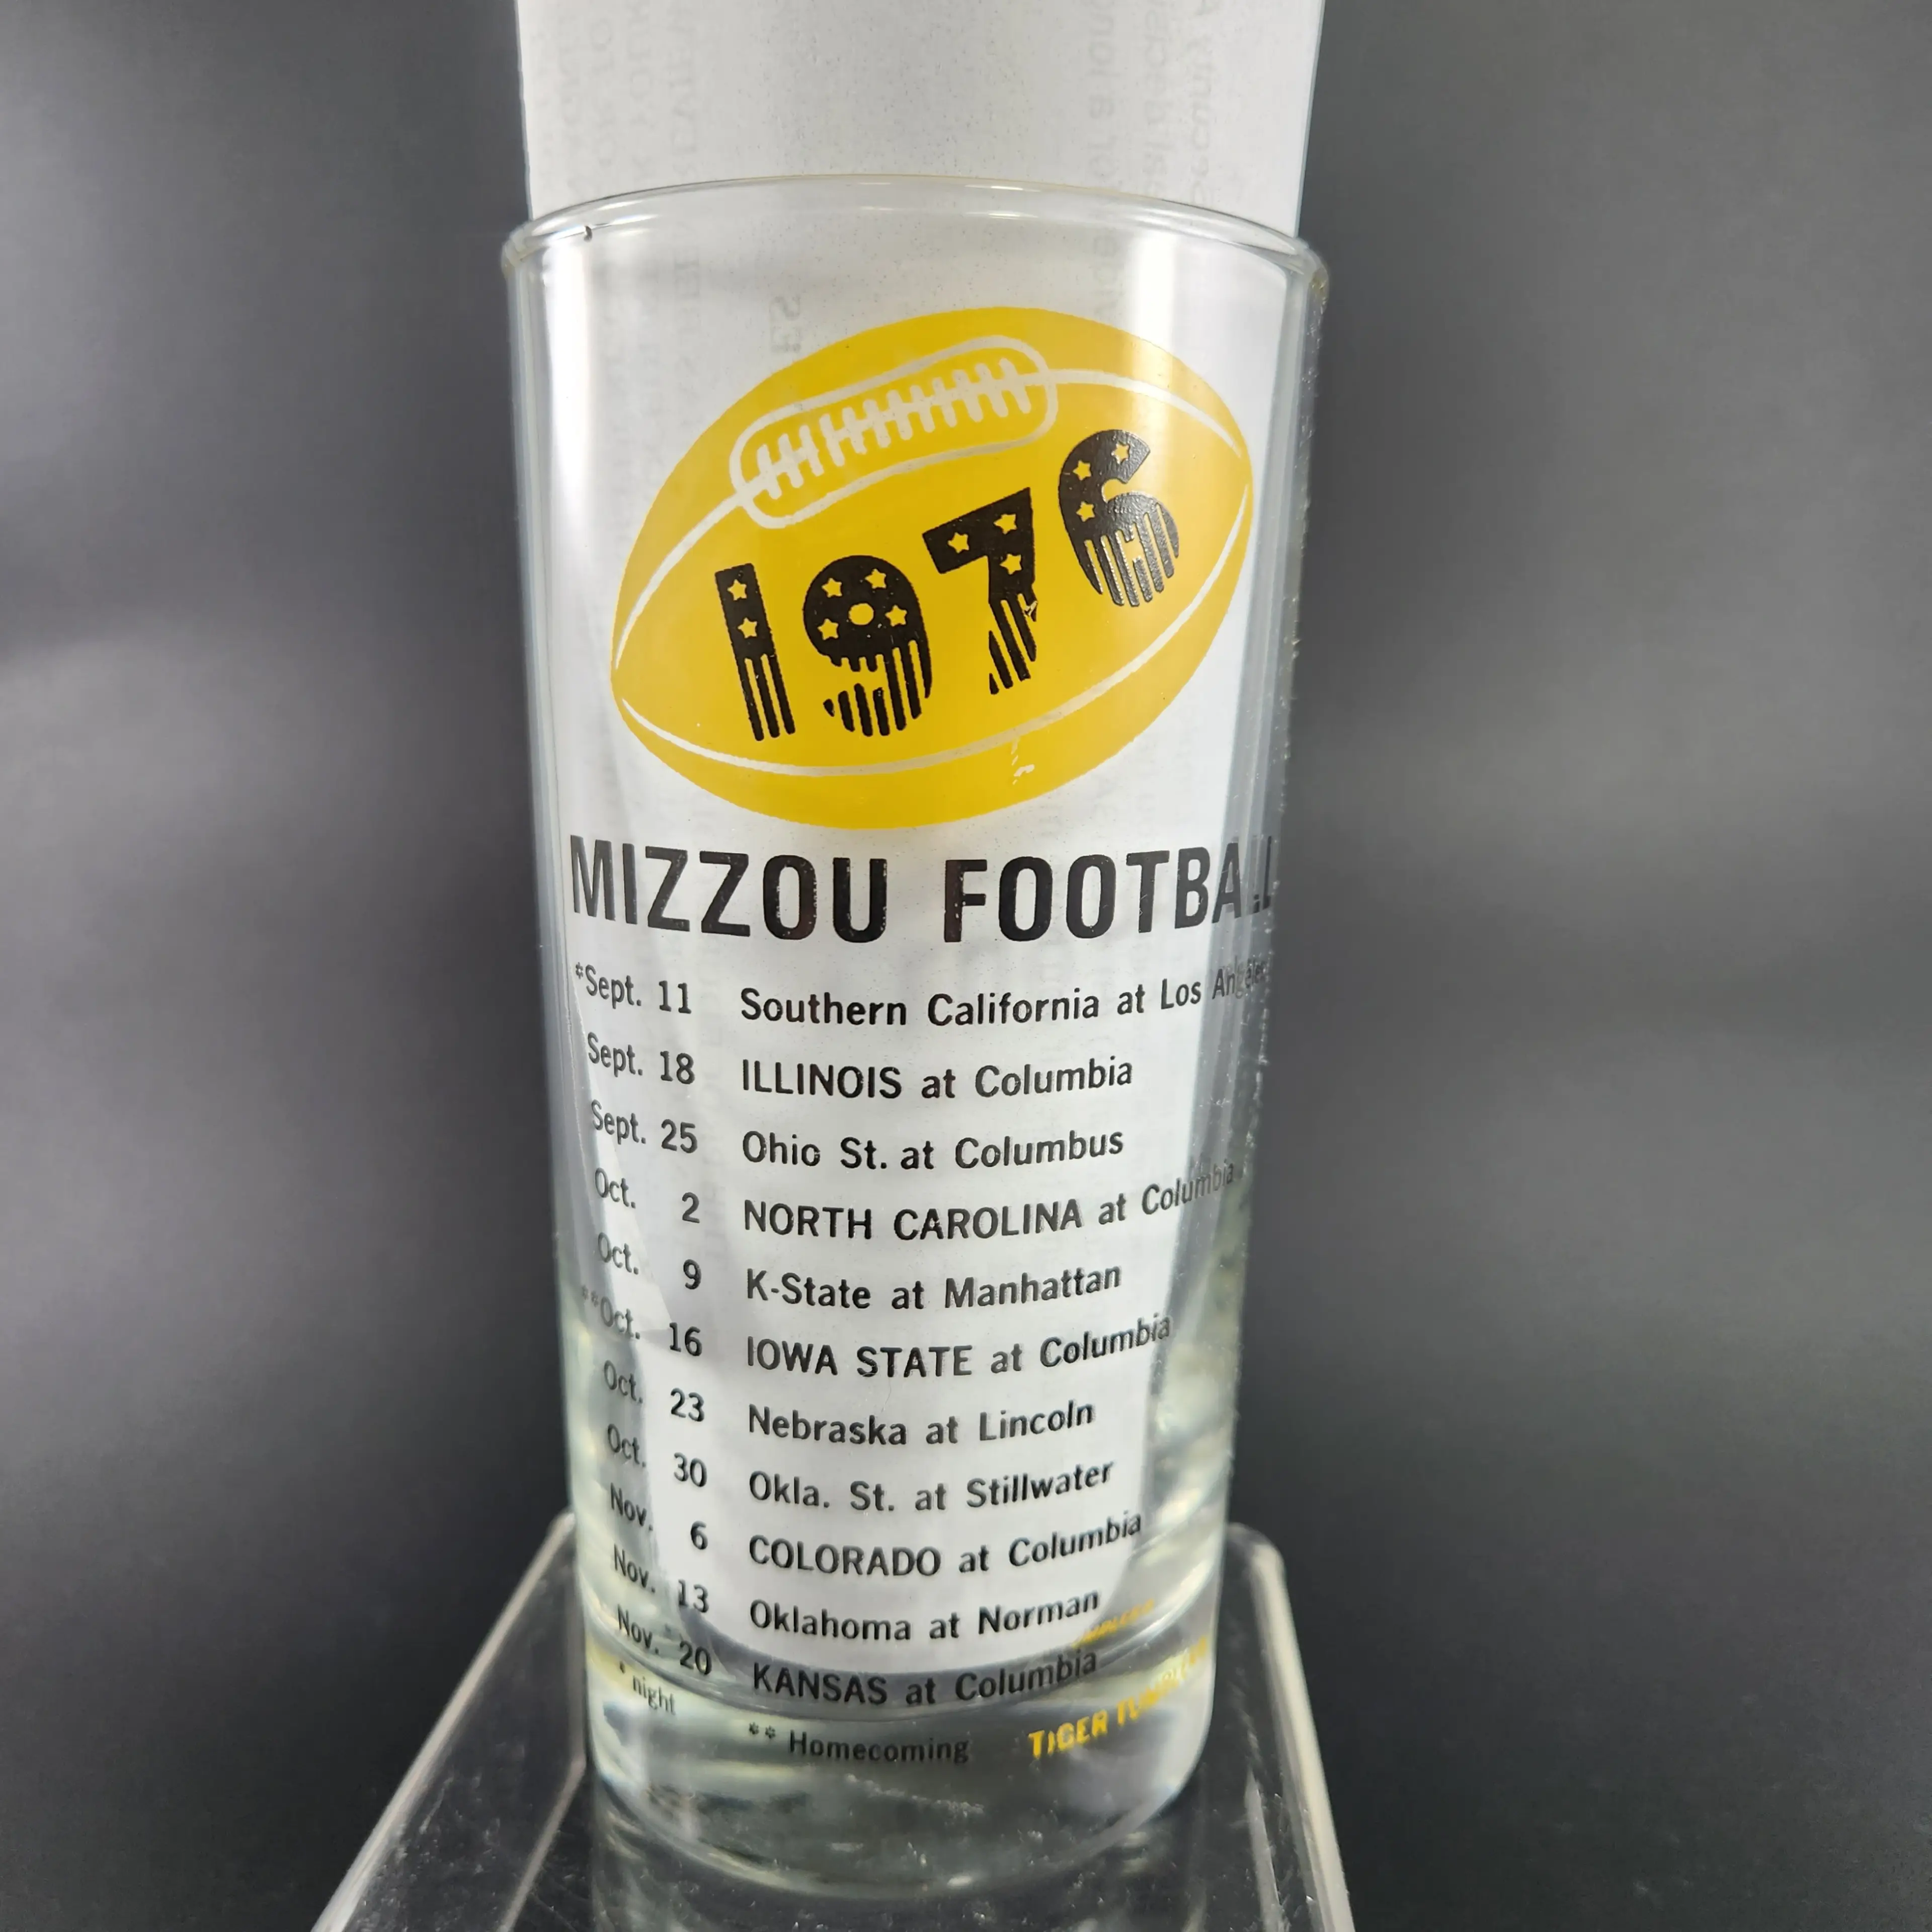 1976
MIZZOU FOOTBALL
*Sept. 11 Southern California at Los Angeles
Sept. 18 ILLINOIS at Columbia
Sept. 25 Ohio St. at Columbus
Oct. 2 NORTH CAROLINA at Columbia
Oct. 9 K-State at Manhattan
**Oct. 16 IOWA STATE at Columbia
Oct. 23 Nebraska at Lincoln
Oct. 30 Okla. St. at Stillwater
Nov. 6 COLORADO at Columbia
Nov. 13 Oklahoma at Norman
Nov. 20 KANSAS at Columbia
* night
** Homecoming
TIGER